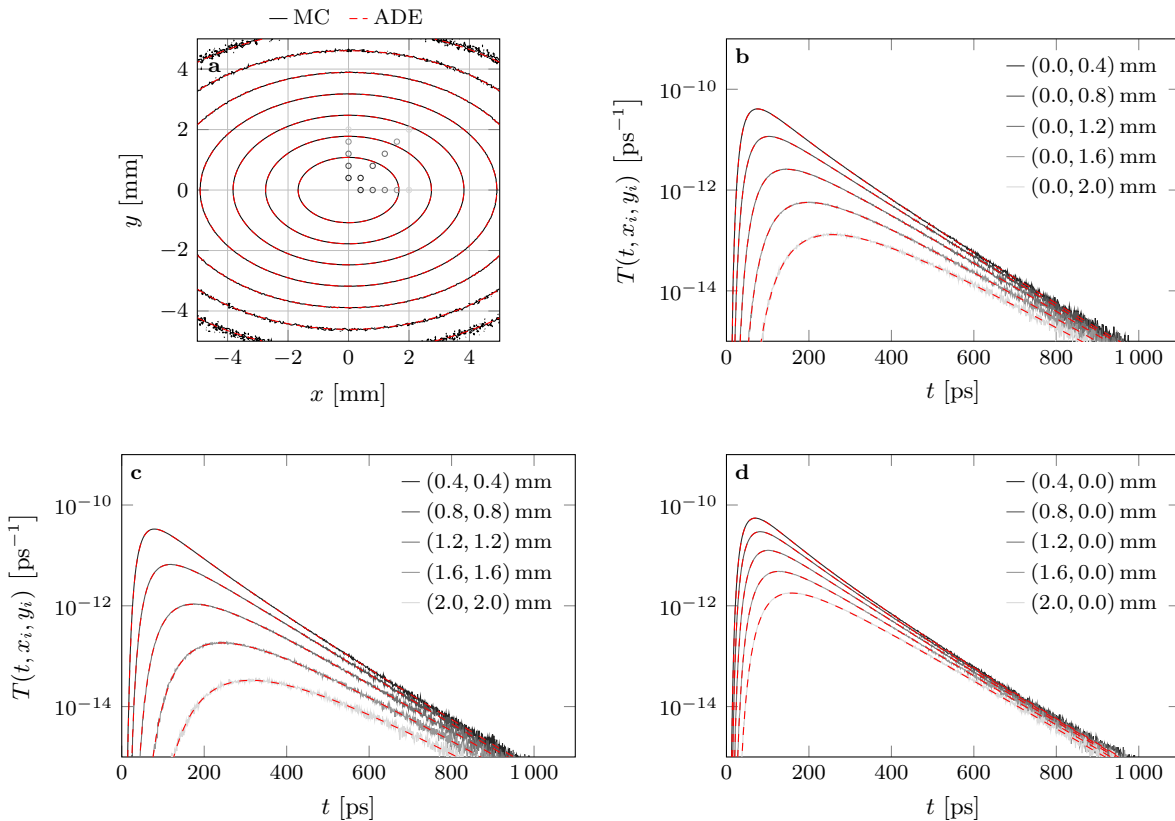 MC ADE
a
4
2
0
−2
−4
y [mm]
−4 −2 0 2 4
x [mm]
b
(0.0, 0.4) mm
(0.0, 0.8) mm
(0.0, 1.2) mm
(0.0, 1.6) mm
(0.0, 2.0) mm
10⁻¹⁰
10⁻¹²
10⁻¹⁴
T(t, xᵢ, yᵢ) [ps⁻¹]
0 200 400 600 800 1 000
t [ps]
c
(0.4, 0.4) mm
(0.8, 0.8) mm
(1.2, 1.2) mm
(1.6, 1.6) mm
(2.0, 2.0) mm
10⁻¹⁰
10⁻¹²
10⁻¹⁴
T(t, xᵢ, yᵢ) [ps⁻¹]
0 200 400 600 800 1 000
t [ps]
d
(0.4, 0.0) mm
(0.8, 0.0) mm
(1.2, 0.0) mm
(1.6, 0.0) mm
(2.0, 0.0) mm
10⁻¹⁰
10⁻¹²
10⁻¹⁴
0 200 400 600 800 1 000
t [ps]